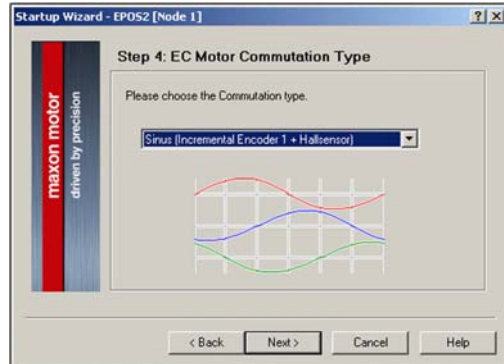 Startup Wizard - EPOS2 [Node 1]
Step 4: EC Motor Commutation Type
maxon motor
driven by precision
Please choose the Commutation type.
Sinus (Incremental Encoder 1 + Hallsensor)
< Back
Next >
Cancel
Help